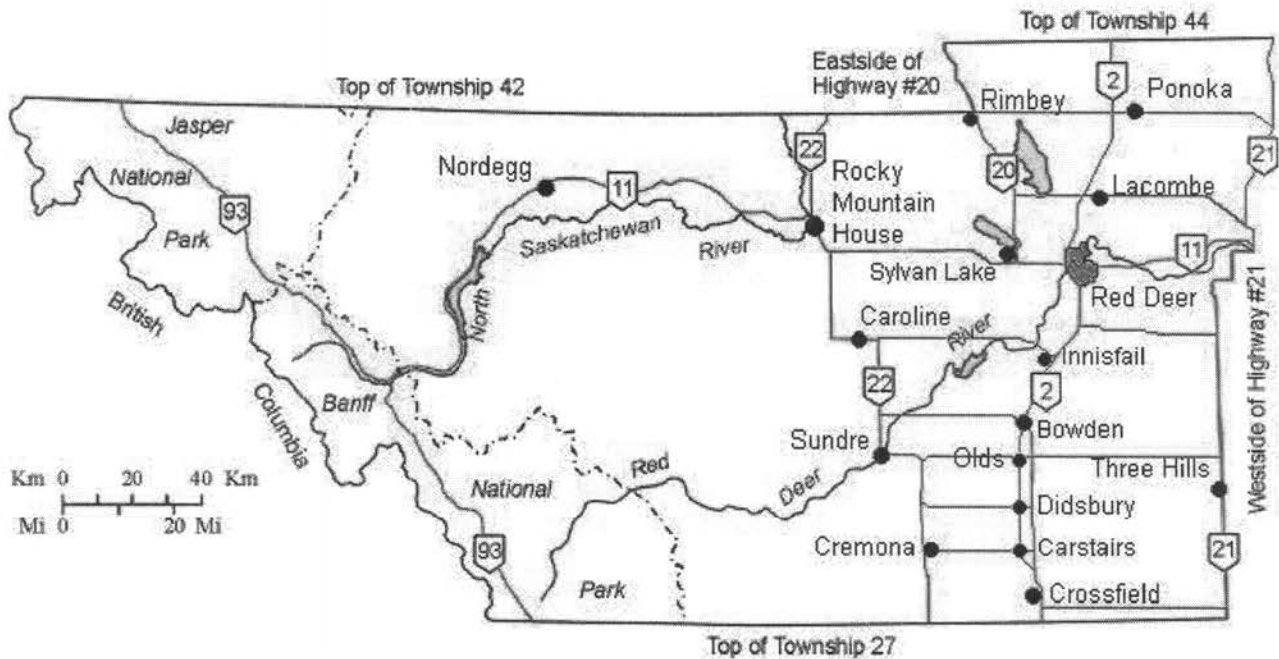 Top of Township 44
Eastside of
Highway #20
Top of Township 42
2
Rimbey
Ponoka
Jasper
National
Park
93
Nordegg
11
22
Rocky
Mountain
House
20
21
Lacombe
Saskatchewan
River
North
Sylvan Lake
11
Red Deer
British
Columbia
Caroline
River
Innisfail
Westside of Highway #21
Banff
22
2
Bowden
Sundre
Olds
Three Hills
Km 0 20 40 Km
Mi 0 20 Mi
National
Red
Deer
Didsbury
93
Park
Cremona
Carstairs
21
Crossfield
Top of Township 27